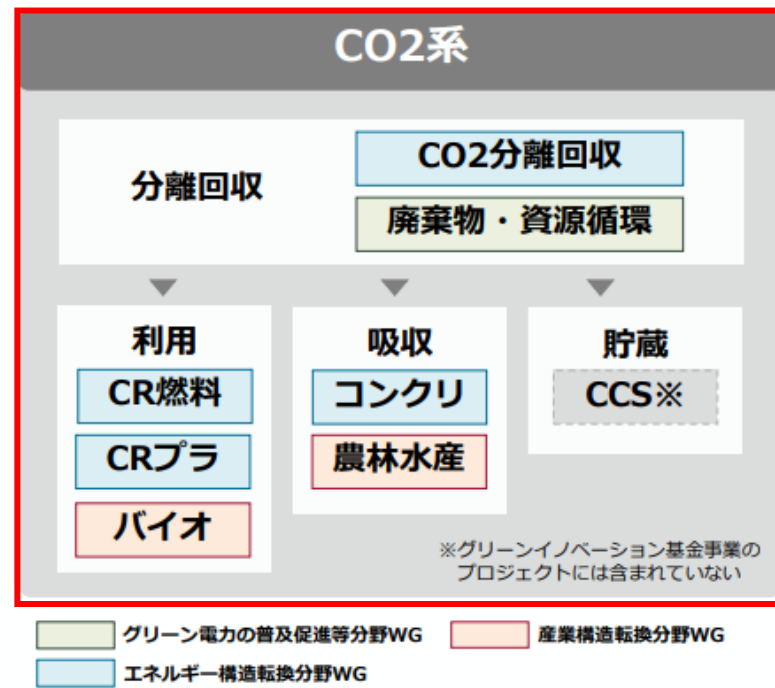 CO2系
分離回収
CO2分離回収
廃棄物・資源循環
利用
CR燃料
CRプラ
バイオ
吸収
コンクリ
農林水産
貯蔵
CCS※
※グリーンイノベーション基金事業の
プロジェクトには含まれていない
グリーン電力の普及促進等分野WG
産業構造転換分野WG
エネルギー構造転換分野WG